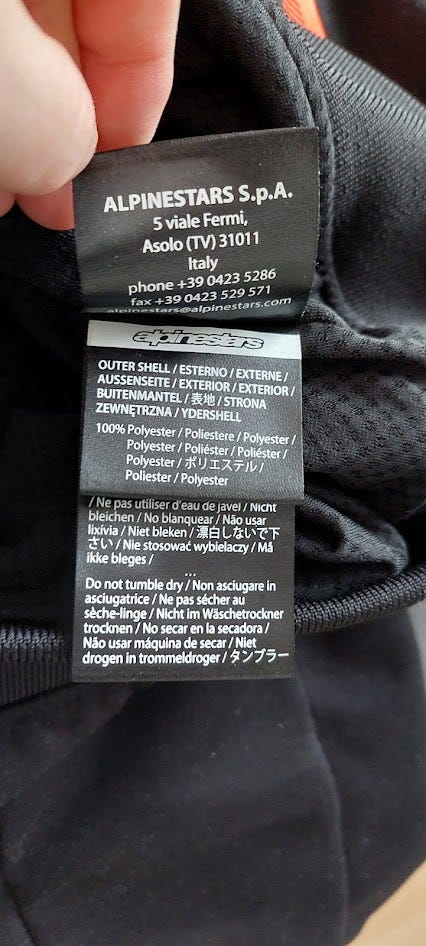 ALPINESTARS S.p.A.
5 viale Fermi,
Asolo (TV) 31011
Italy
phone +39 0423 5286
fax +39 0423 529 571
alpinestars@alpinestars.com
alpinestars
OUTER SHELL / ESTERNO / EXTERNE /
AUSSENSEITE / EXTERIOR / EXTERIOR /
BUITENMANTEL / 表地 / STRONA
ZEWNĘTRZNA / YDERSHELL
100% Polyester / Poliestere / Polyester /
Polyester / Poliéster / Poliéster /
Polyester / ポリエステル /
Poliester / Polyester
/ Ne pas utiliser d'eau de javel / Nicht
bleichen / No blanquear / Não usar
lixívia / Niet bleken / 漂白しないで下
さい / Nie stosować wybielaczy / Må
ikke bleges /
...
Do not tumble dry / Non asciugare in
asciugatrice / Ne pas sécher au
sèche-linge / Nicht im Wäschetrockner
trocknen / No secar en la secadora /
Não usar máquina de secar / Niet
drogen in trommeldroger / タンブラー